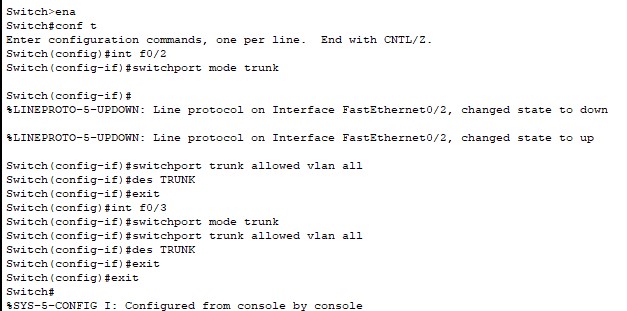 Switch>ena
Switch#conf t
Enter configuration commands, one per line.  End with CNTL/Z.
Switch(config)#int f0/2
Switch(config-if)#switchport mode trunk
Switch(config-if)#
%LINEPROTO-5-UPDOWN: Line protocol on Interface FastEthernet0/2, changed state to down
%LINEPROTO-5-UPDOWN: Line protocol on Interface FastEthernet0/2, changed state to up
Switch(config-if)#switchport trunk allowed vlan all
Switch(config-if)#des TRUNK
Switch(config-if)#exit
Switch(config)#int f0/3
Switch(config-if)#switchport mode trunk
Switch(config-if)#switchport trunk allowed vlan all
Switch(config-if)#des TRUNK
Switch(config-if)#exit
Switch(config)#exit
Switch#
%SYS-5-CONFIG I: Configured from console by console